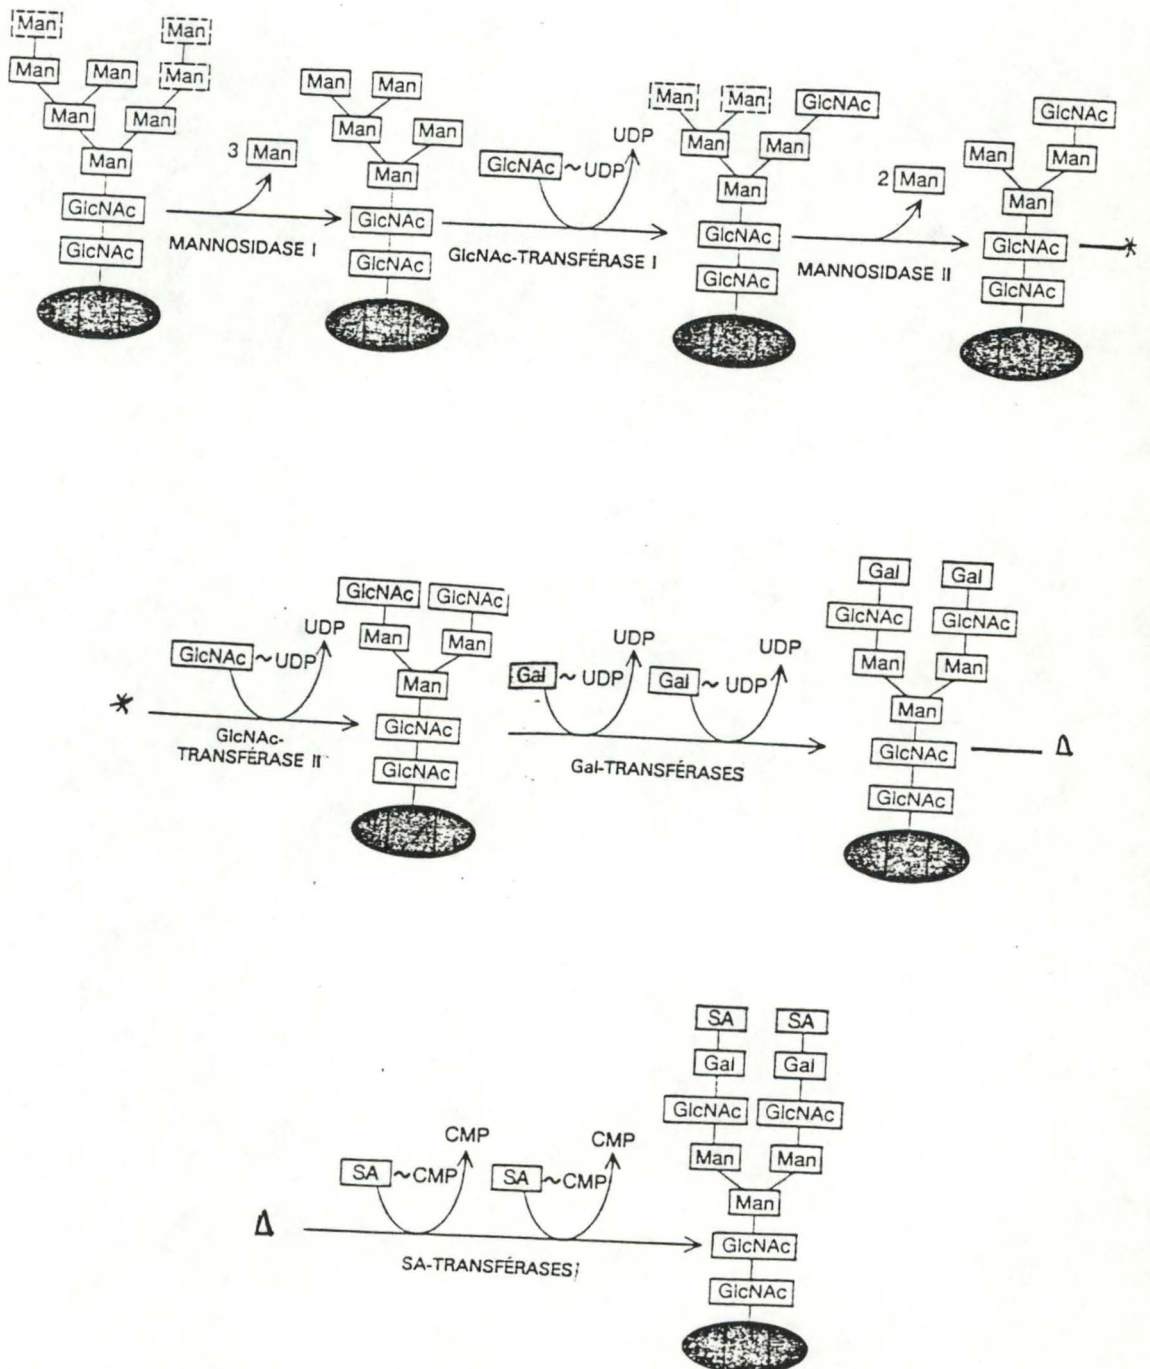 Man Man
Man Man Man
Man Man
Man
GlcNAc
GlcNAc
3 Man
MANNOSIDASE I
Man Man
Man Man
Man
GlcNAc
GlcNAc
GlcNAc ~ UDP UDP
GlcNAc-TRANSFÉRASE I
Man Man GlcNAc
Man Man
Man
GlcNAc
GlcNAc
2 Man
MANNOSIDASE II
GlcNAc
Man Man
Man
GlcNAc *
GlcNAc
*
GlcNAc ~ UDP UDP
GlcNAc-
TRANSFÉRASE II
GlcNAc GlcNAc
Man Man
Man
GlcNAc
GlcNAc
Gal ~ UDP UDP Gal ~ UDP UDP
Gal-TRANSFÉRASES
Gal Gal
GlcNAc GlcNAc
Man Man
Man
GlcNAc Δ
GlcNAc
Δ
SA ~CMP CMP SA ~CMP CMP
SA-TRANSFÉRASES
SA SA
Gal Gal
GlcNAc GlcNAc
Man Man
Man
GlcNAc
GlcNAc